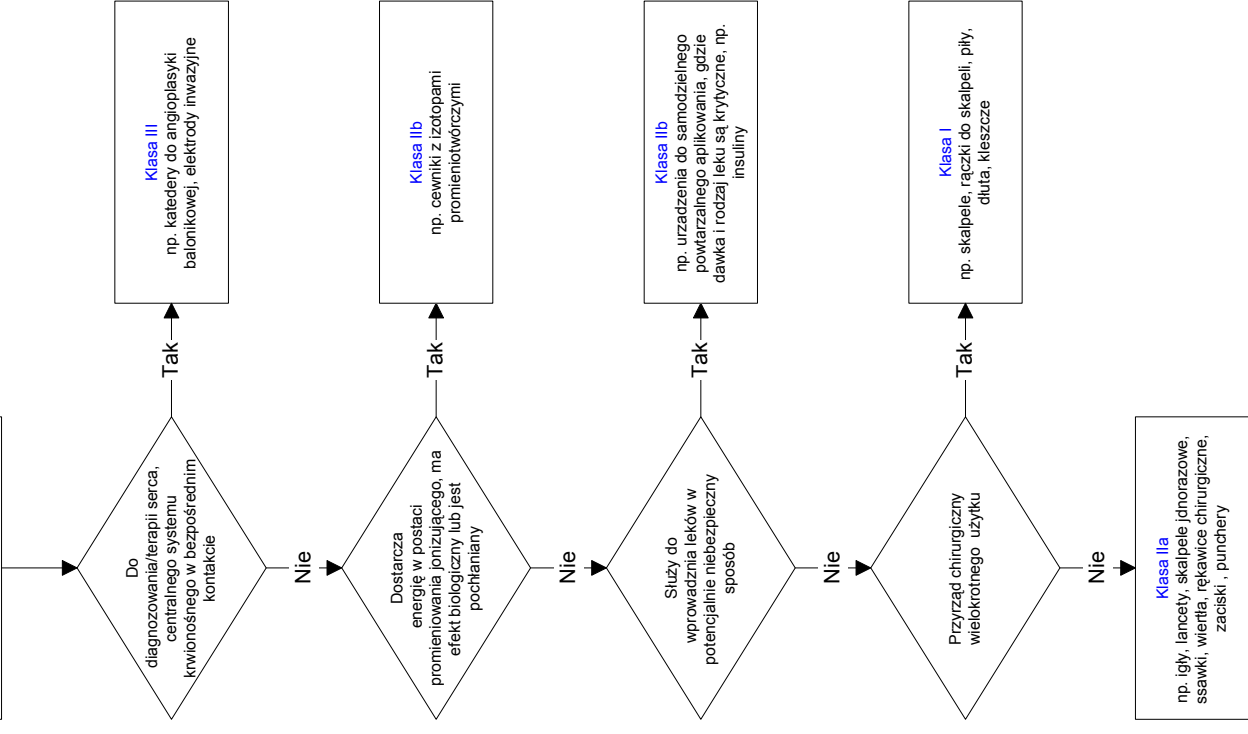 Do
diagnozowania/terapii serca,
centralnego systemu
krwionośnego w bezpośrednim
kontakcie
Tak
Klasa III
np. katedery do angioplasyki
balonikowej, elektrody inwazyjne
Nie
Dostarcza
energię w postaci
promieniowania jonizującego, ma
efekt biologiczny lub jest
pochłaniany
Tak
Klasa IIb
np. cewniki z izotopami
promieniotwórczymi
Nie
Służy do
wprowadznia leków w
potencjalnie niebezpieczny
sposób
Tak
Klasa IIb
np. urzadzenia do samodzielnego
powtarzalnego aplikowania, gdzie
dawka i rodzaj leku są krytyczne, np.
insuliny
Nie
Przyrząd chirurgiczny
wielokrotnego użytku
Tak
Klasa I
np. skalpele, rączki do skalpeli, piły,
dłuta, kleszcze
Nie
Klasa IIa
np. igły, lancety, skalpele jdnorazowe,
ssawki, wiertła, rękawice chirurgiczne,
zaciski , punchery